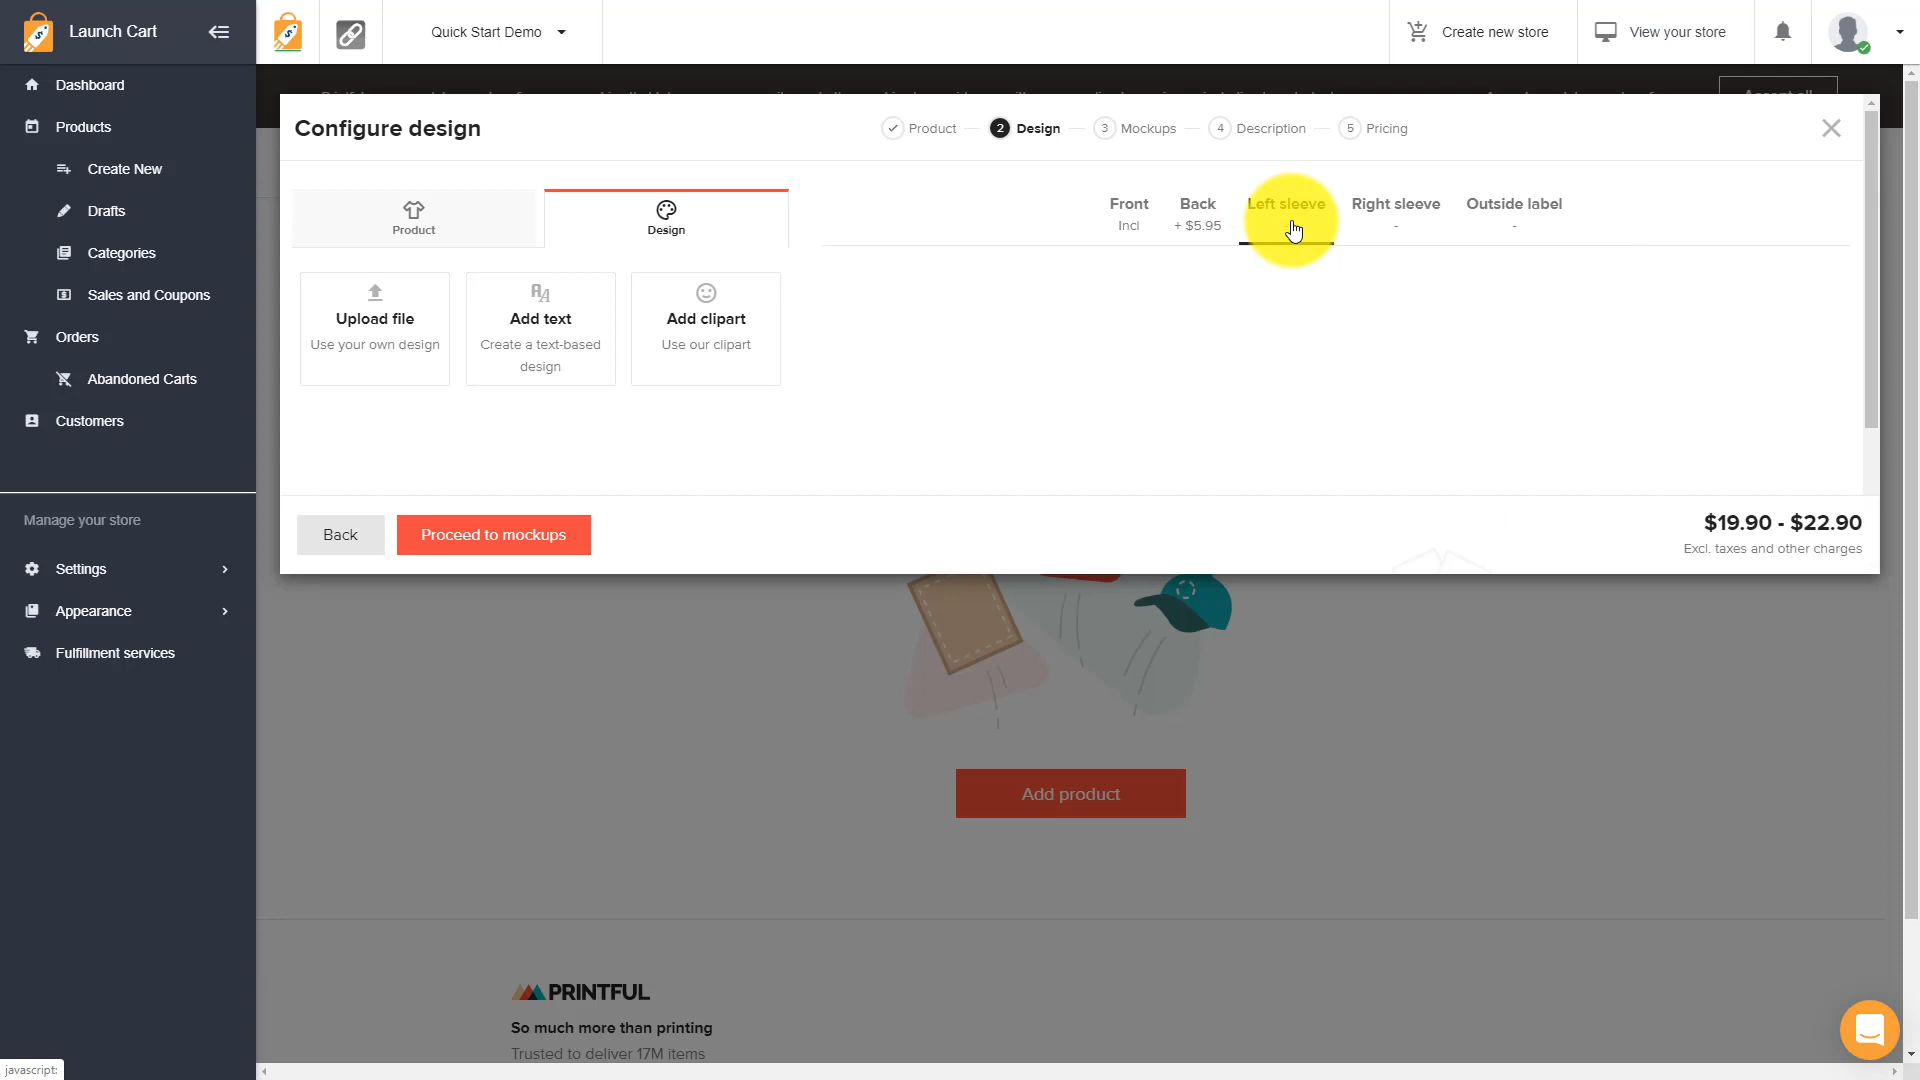 Launch Cart
Quick Start Demo
Create new store
View your store
Dashboard
Products
Create New
Drafts
Categories
Sales and Coupons
Orders
Abandoned Carts
Customers
Manage your store
Settings
Appearance
Fulfillment services
Configure design
Product
2 Design
3 Mockups
4 Description
5 Pricing
Product
Design
Front
Incl
Back
+ $5.95
Left sleeve
Right sleeve
-
Outside label
-
Upload file
Use your own design
Add text
Create a text-based
design
Add clipart
Use our clipart
Back
Proceed to mockups
$19.90 - $22.90
Excl. taxes and other charges
Add product
PRINTFUL
So much more than printing
Trusted to deliver 17M items
javascript: